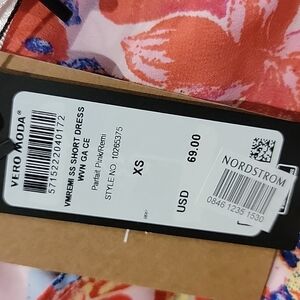 VERO MODA®
5715222040172
VMREMI SS SHORT DRESS
WVN GA CE
Parfait Pink/Remi
STYLE NO. 10265375
XS
69.00
USD
NORDSTROM
0846 1235 1530